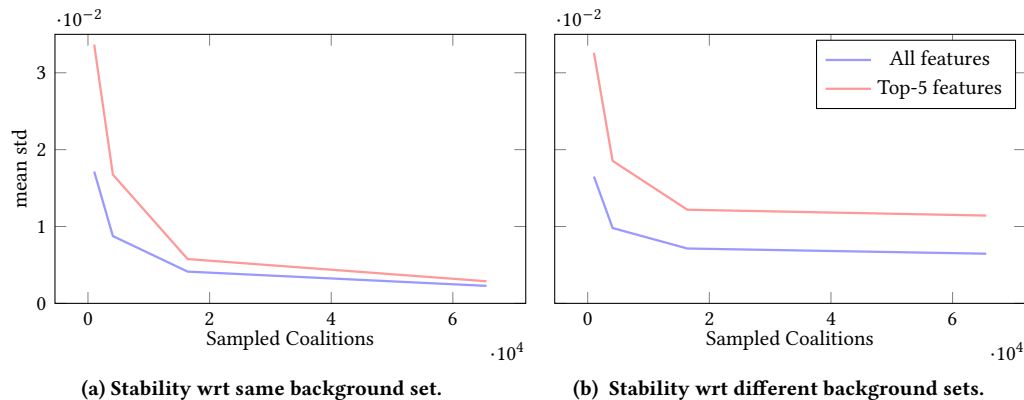 ·10⁻²
·10⁻²
3
2
1
0
mean std
0 2 4 6
Sampled Coalitions
·10⁴
All features
Top-5 features
0 2 4 6
Sampled Coalitions
·10⁴
(a) Stability wrt same background set.
(b) Stability wrt different background sets.